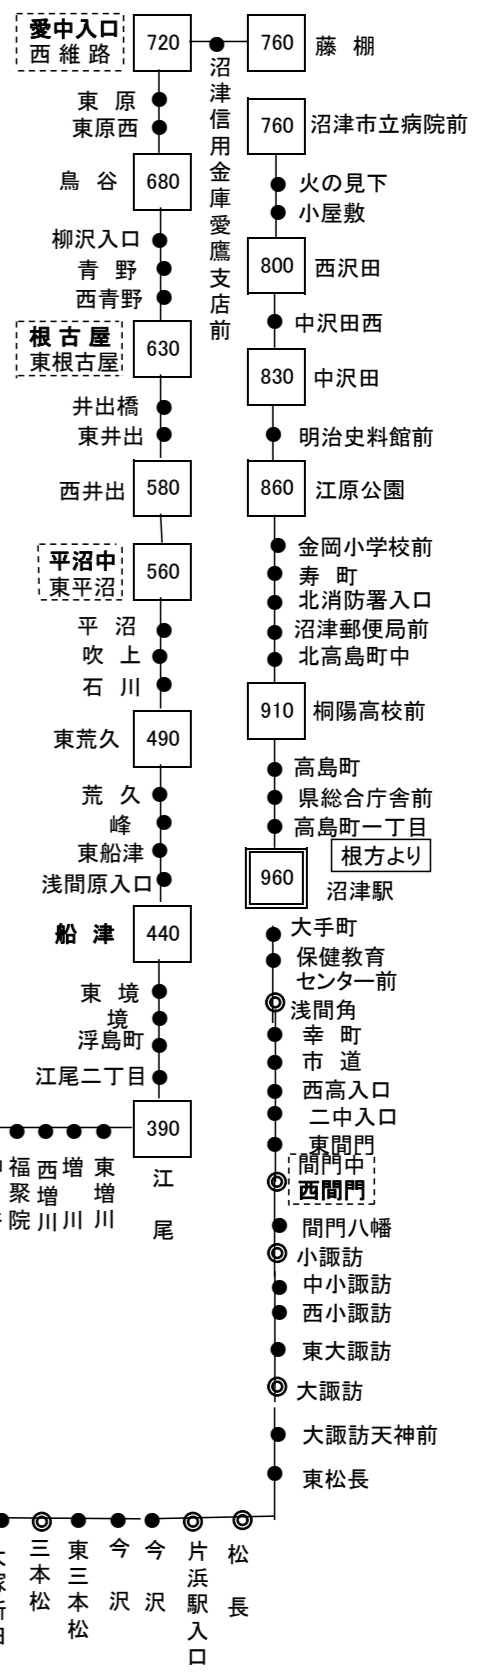 愛中入口
西維路
720
760
藤 棚
沼津信用金庫愛鷹支店前
東 原
東原西
鳥 谷
680
柳沢入口
青 野
西青野
根古屋
東根古屋
630
井出橋
東井出
西井出
580
平沼中
東平沼
560
平 沼
吹 上
石 川
東荒久
490
荒 久
峰
東船津
浅間原入口
船 津
440
東 境
境
浮島町
江尾二丁目
390
江 尾
東増川
増川
西増川
福聚院
760
沼津市立病院前
火の見下
小屋敷
800
西沢田
中沢田西
830
中沢田
明治史料館前
860
江原公園
金岡小学校前
寿 町
北消防署入口
沼津郵便局前
北高島町中
910
桐陽高校前
高島町
県総合庁舎前
高島町一丁目
根方より
960
沼津駅
大手町
保健教育
センター前
浅間角
幸 町
市 道
西高入口
二中入口
東間門
間門中
西間門
間門八幡
小諏訪
中小諏訪
西小諏訪
東大諏訪
大諏訪
大諏訪天神前
東松長
松 長
片浜駅入口
今 沢
今 沢
東三本松
三本松